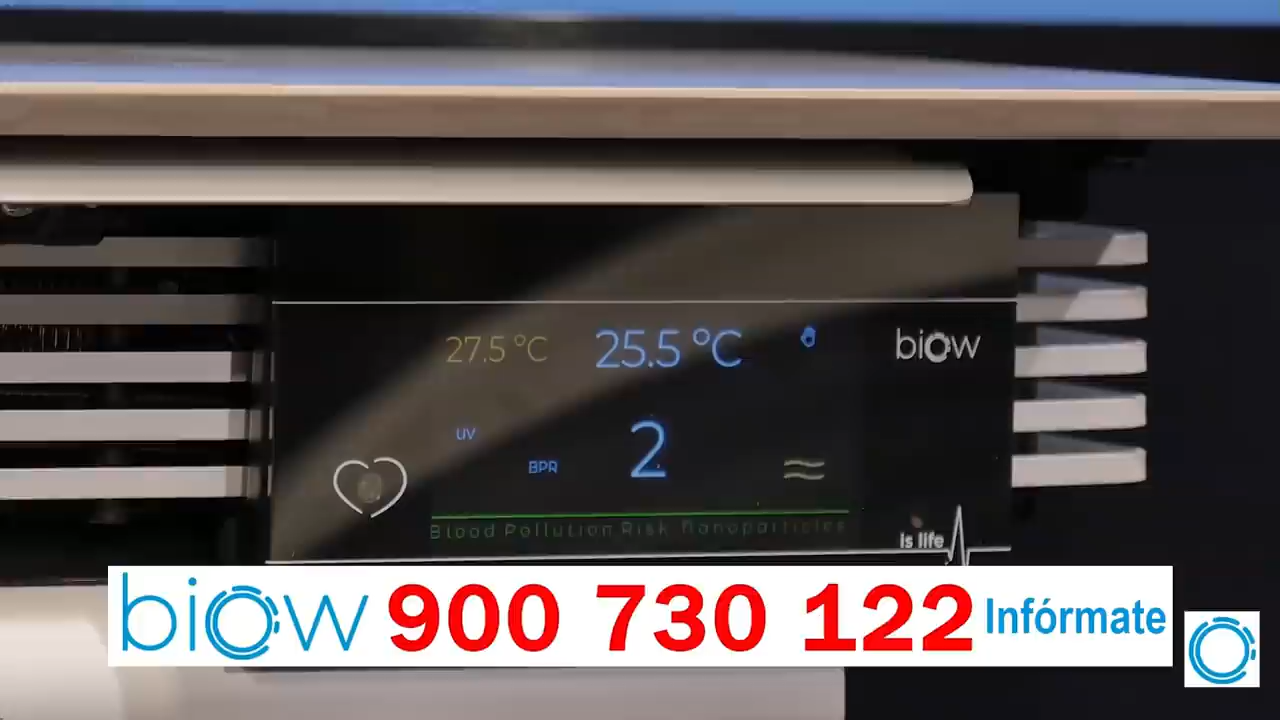 27.5 °C 25.5 °C
biow
UV
2
BPR
Blood Pollution Risk Nanoparticles
is life
biow 900 730 122 Infórmate